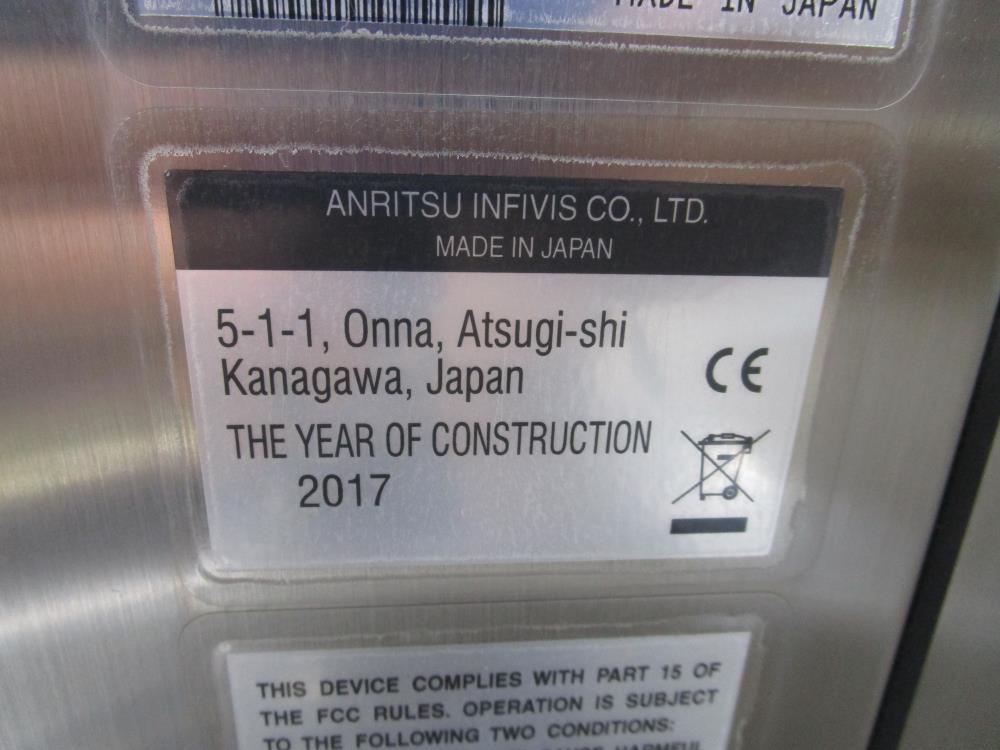 MADE IN JAPAN
ANRITSU INFIVIS CO., LTD.
MADE IN JAPAN
5-1-1, Onna, Atsugi-shi
Kanagawa, Japan
CE
THE YEAR OF CONSTRUCTION
2017
THIS DEVICE COMPLIES WITH PART 15 OF
THE FCC RULES. OPERATION IS SUBJECT
TO THE FOLLOWING TWO CONDITIONS:
HARMFUL